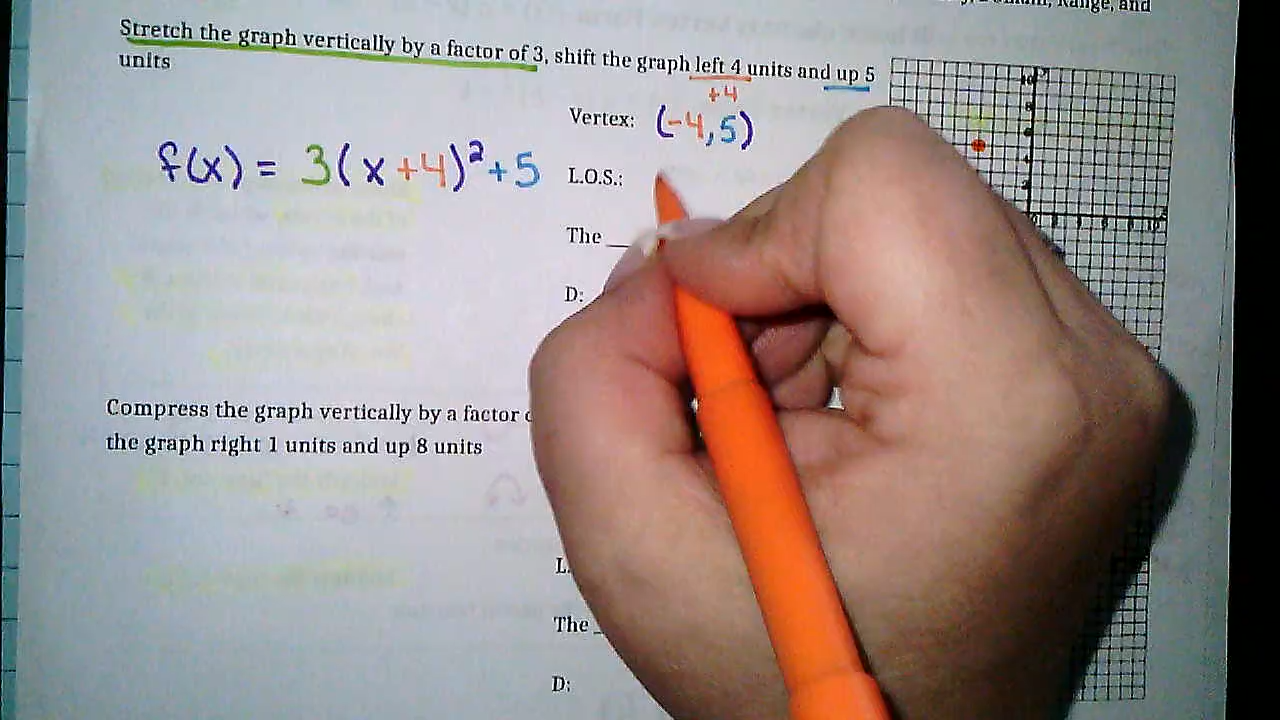 Range, and
Stretch the graph vertically by a factor of 3, shift the graph left 4 units and up 5
units
+4
Vertex: (-4,5)
f(x) = 3(x+4)²+5
L.O.S.:
The
D:
Compress the graph vertically by a factor
the graph right 1 units and up 8 units
L.
The
D: